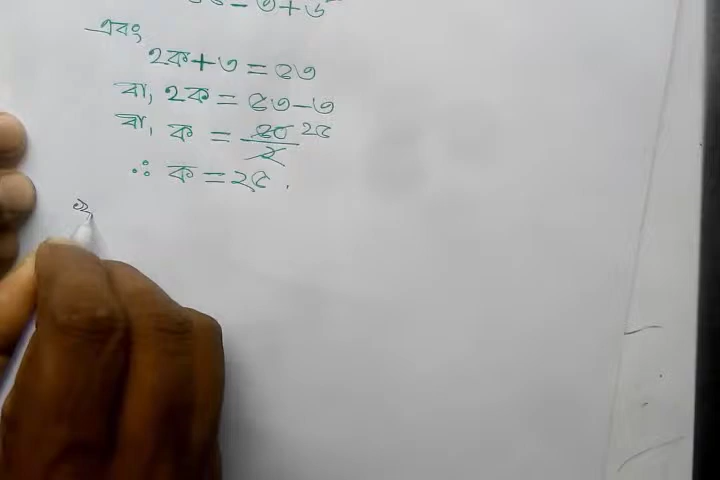 এবং,
২ক+৩ = ৫৩
বা, ২ক = ৫৩-৩
বা, ক = ৫০/২ ২৫
∴ ক = ২৫.